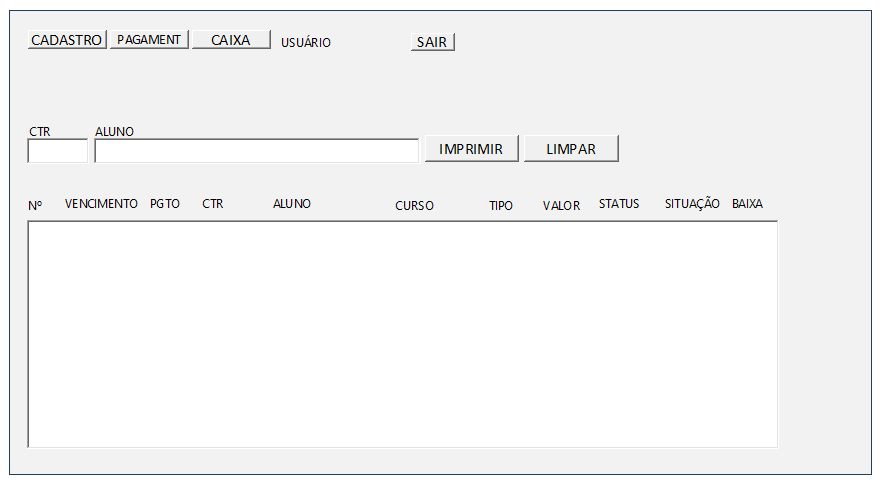 CADASTRO PAGAMENT CAIXA USUÁRIO SAIR
CTR ALUNO
IMPRIMIR LIMPAR
Nº VENCIMENTO PGTO CTR ALUNO CURSO TIPO VALOR STATUS SITUAÇÃO BAIXA